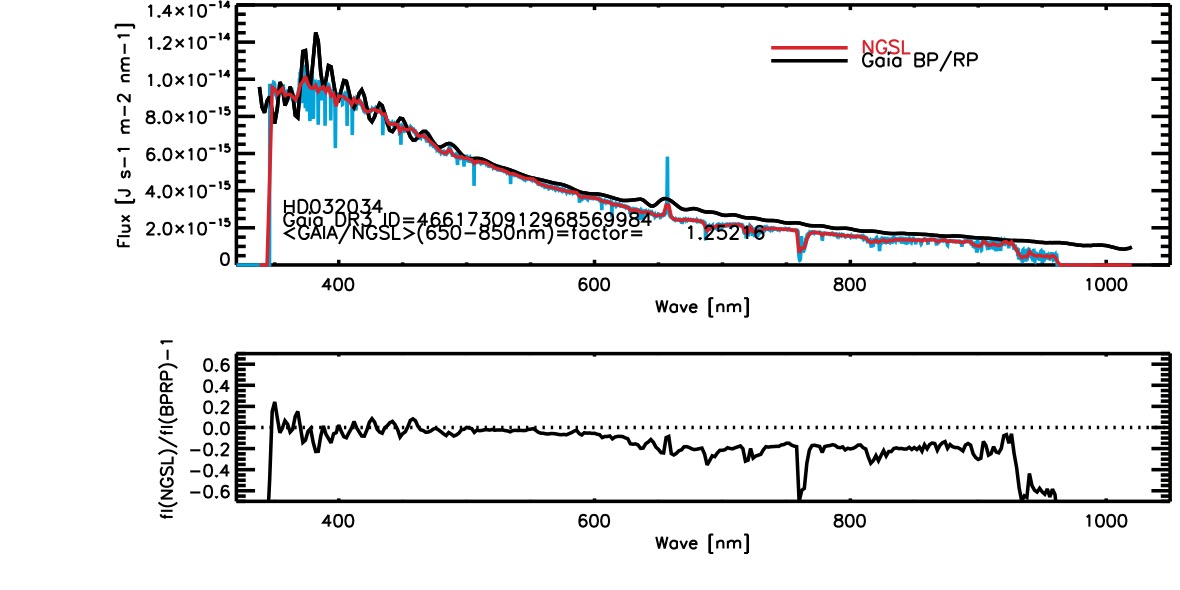 1.4×10⁻¹⁴
1.2×10⁻¹⁴
1.0×10⁻¹⁴
8.0×10⁻¹⁵
6.0×10⁻¹⁵
4.0×10⁻¹⁵
2.0×10⁻¹⁵
0
Flux [J s−1 m−2 nm−1]
NGSL
Gaia BP/RP
HD032034
Gaia DR3 ID=4661730912968569984
<GAIA/NGSL>(650−850nm)=factor= 1.25216
400 600 800 1000
Wave [nm]
fl(NGSL)/fl(BPRP)−1
0.6
0.4
0.2
0.0
−0.2
−0.4
−0.6
400 600 800 1000
Wave [nm]